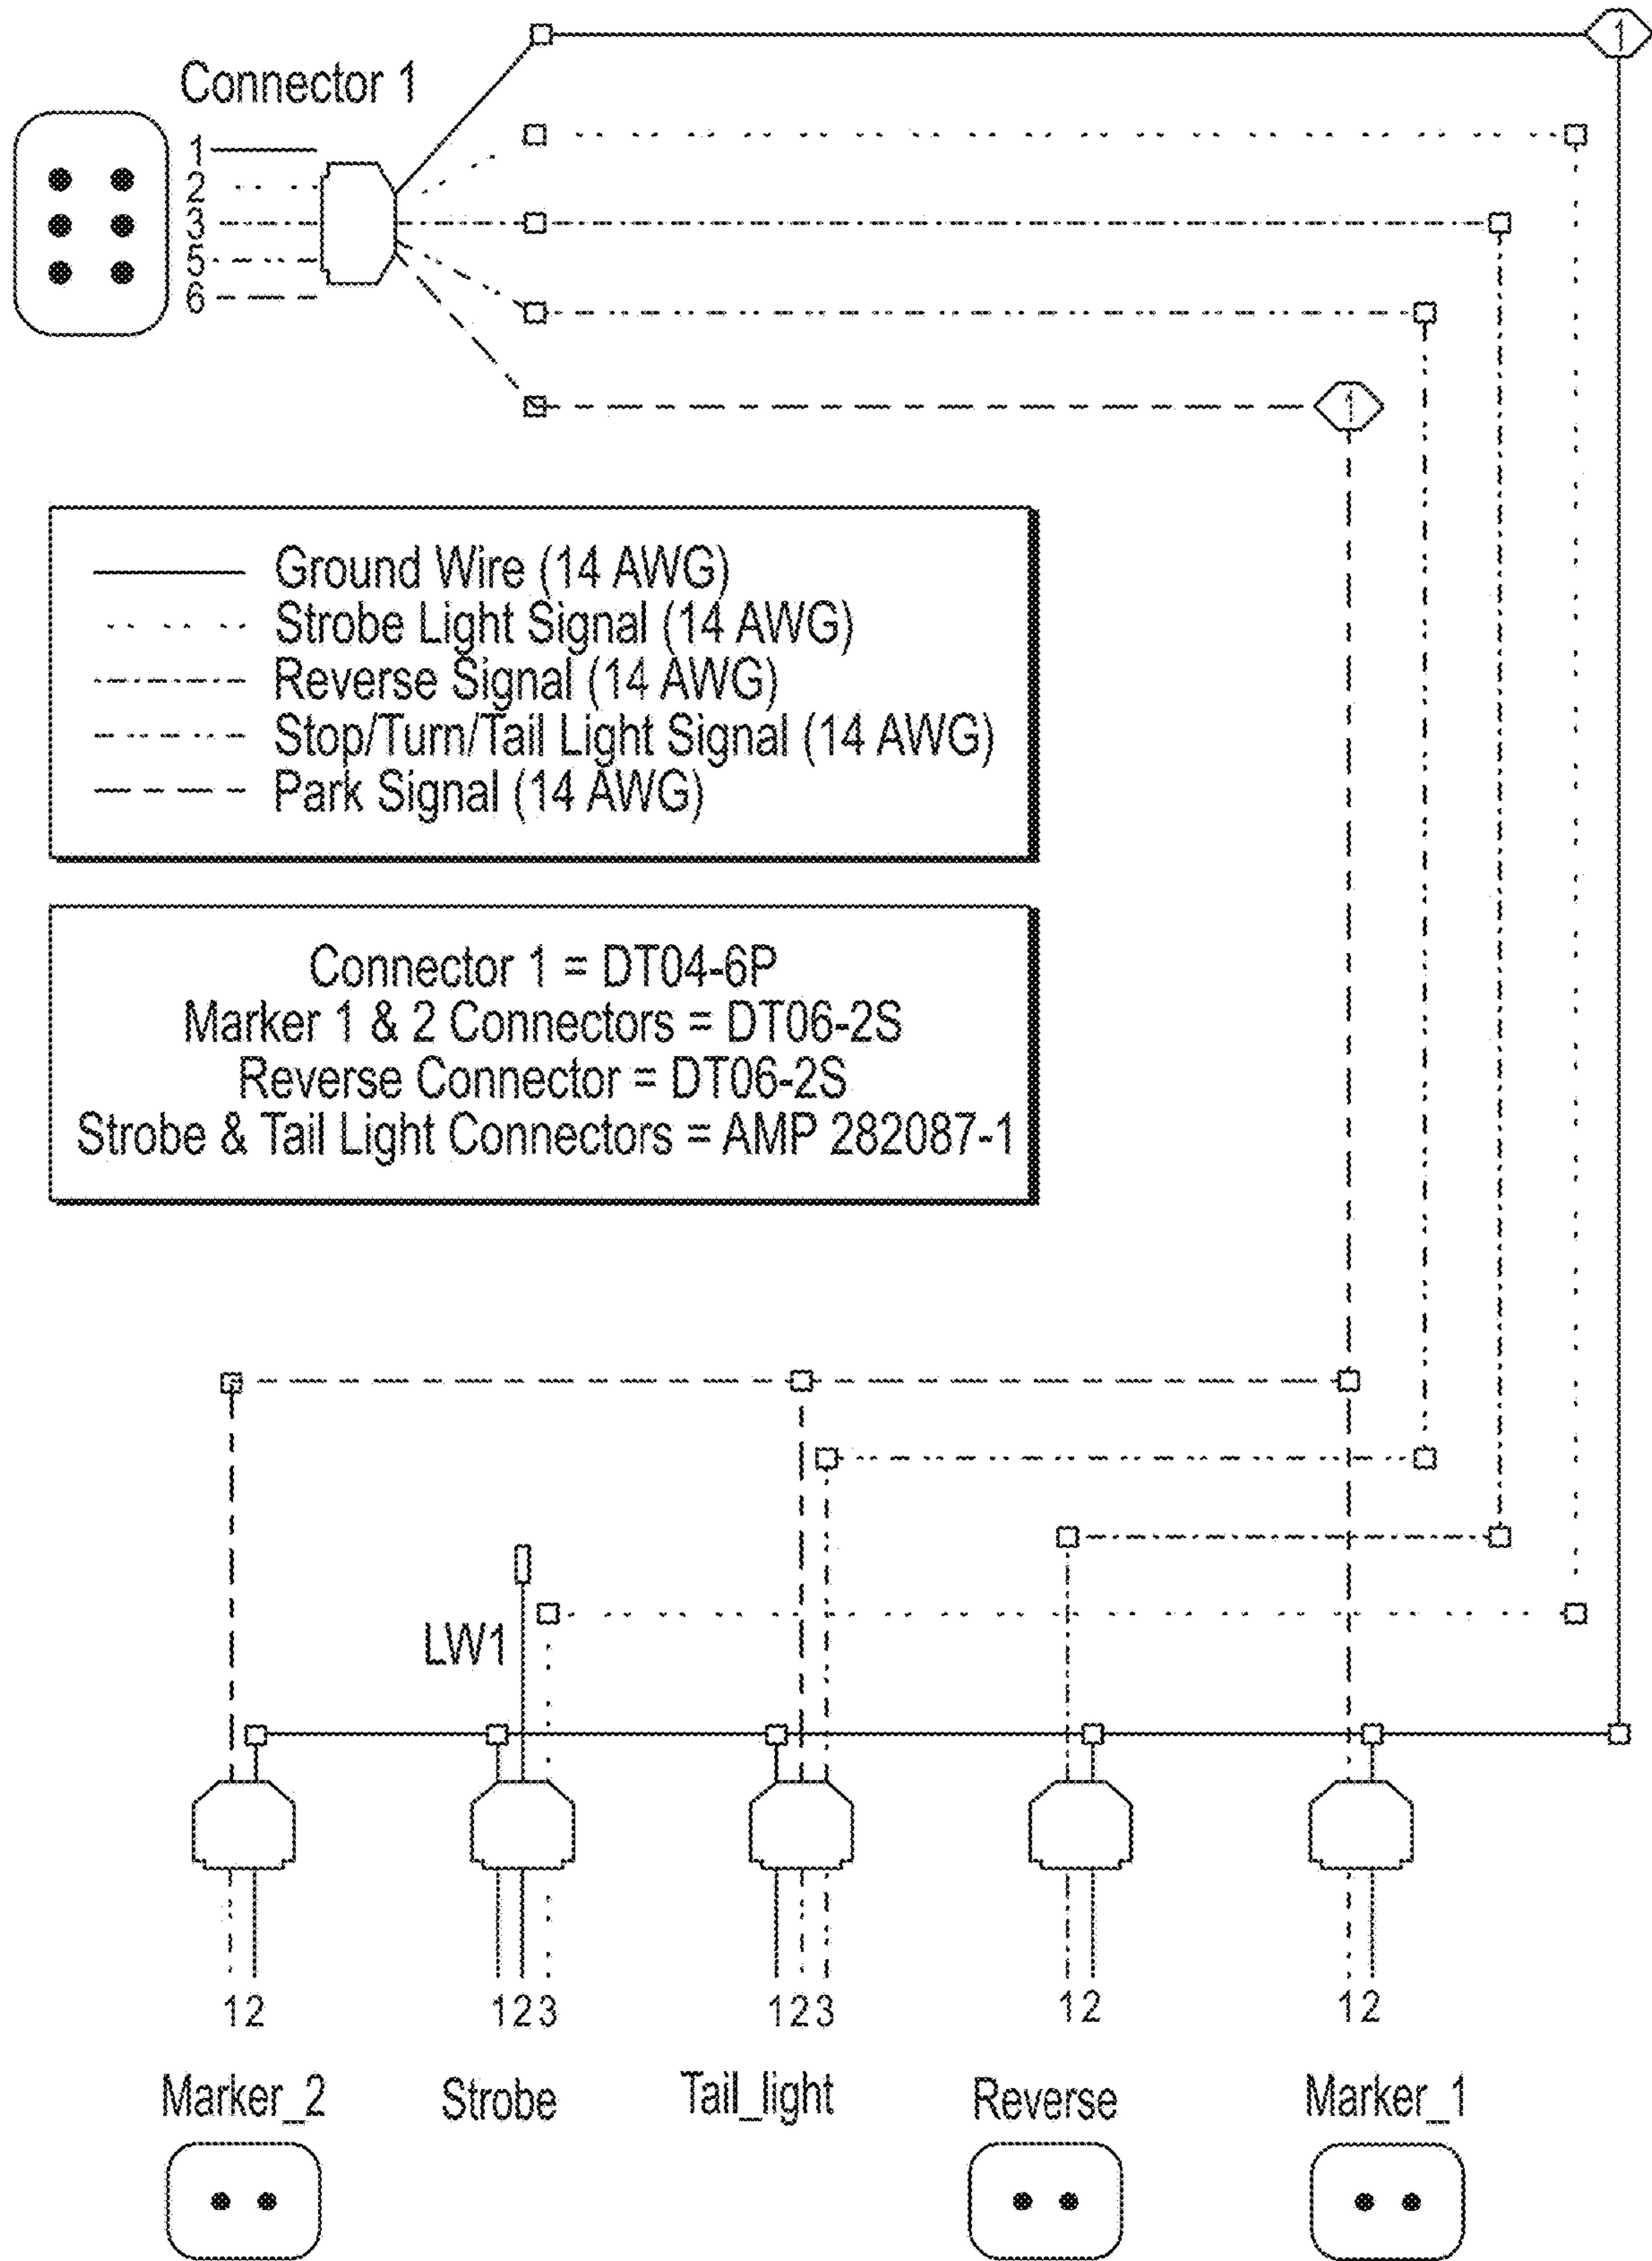 1
Connector 1
1
2
3
5
6
1
Ground Wire (14 AWG)
Strobe Light Signal (14 AWG)
Reverse Signal (14 AWG)
Stop/Turn/Tail Light Signal (14 AWG)
Park Signal (14 AWG)
Connector 1 = DT04-6P
Marker 1 & 2 Connectors = DT06-2S
Reverse Connector = DT06-2S
Strobe & Tail Light Connectors = AMP 282087-1
LW1
12 123 123 12 12
Marker_2 Strobe Tail_light Reverse Marker_1